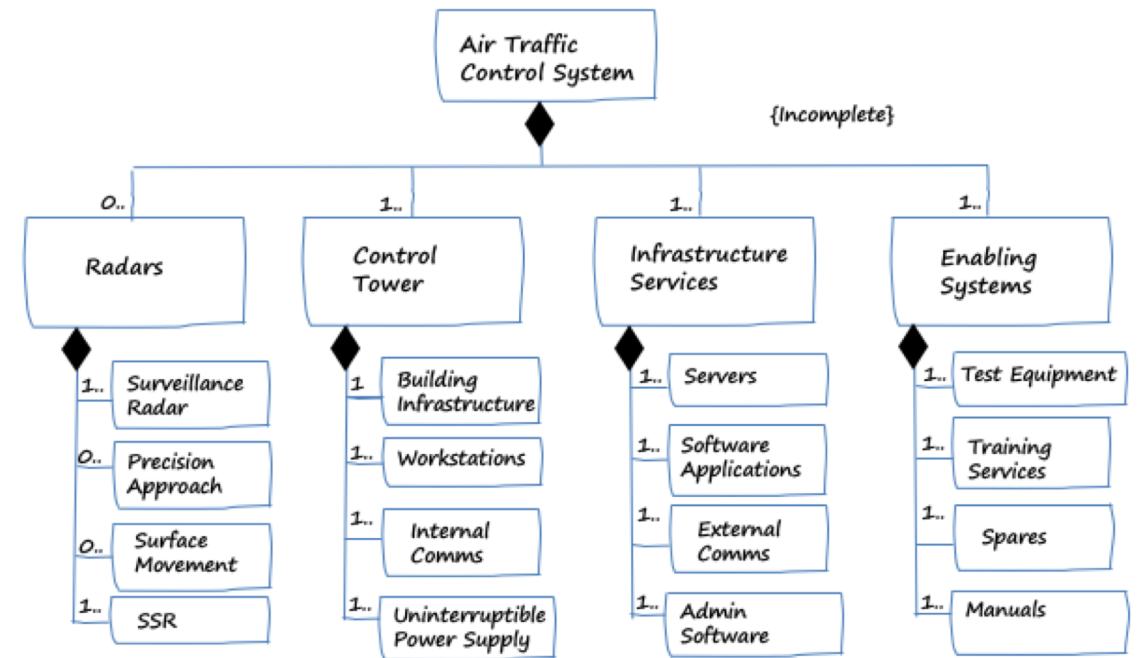 Air Traffic
Control System
{Incomplete}
0..
1..
1..
1..
Radars
Control
Tower
Infrastructure
Services
Enabling
Systems
1..
Surveillance
Radar
0..
Precision
Approach
0..
Surface
Movement
1..
SSR
1
Building
Infrastructure
1..
Workstations
1..
Internal
Comms
1..
Uninterruptible
Power Supply
1..
Servers
1..
Software
Applications
1..
External
Comms
1..
Admin
Software
1..
Test Equipment
1..
Training
Services
1..
Spares
1..
Manuals